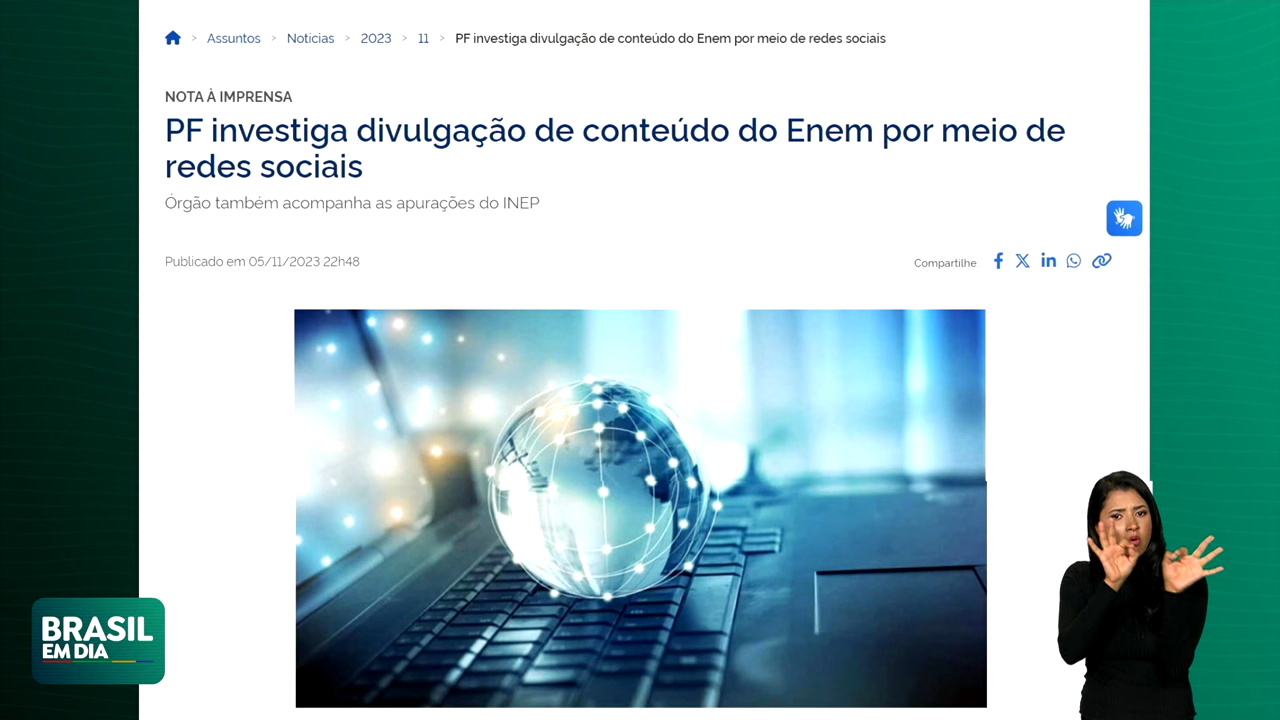 Assuntos > Notícias > 2023 > 11 > PF investiga divulgação de conteúdo do Enem por meio de redes sociais
NOTA À IMPRENSA
PF investiga divulgação de conteúdo do Enem por meio de
redes sociais
Órgão também acompanha as apurações do INEP
Publicado em 05/11/2023 22h48
Compartilhe
BRASIL
EM DIA